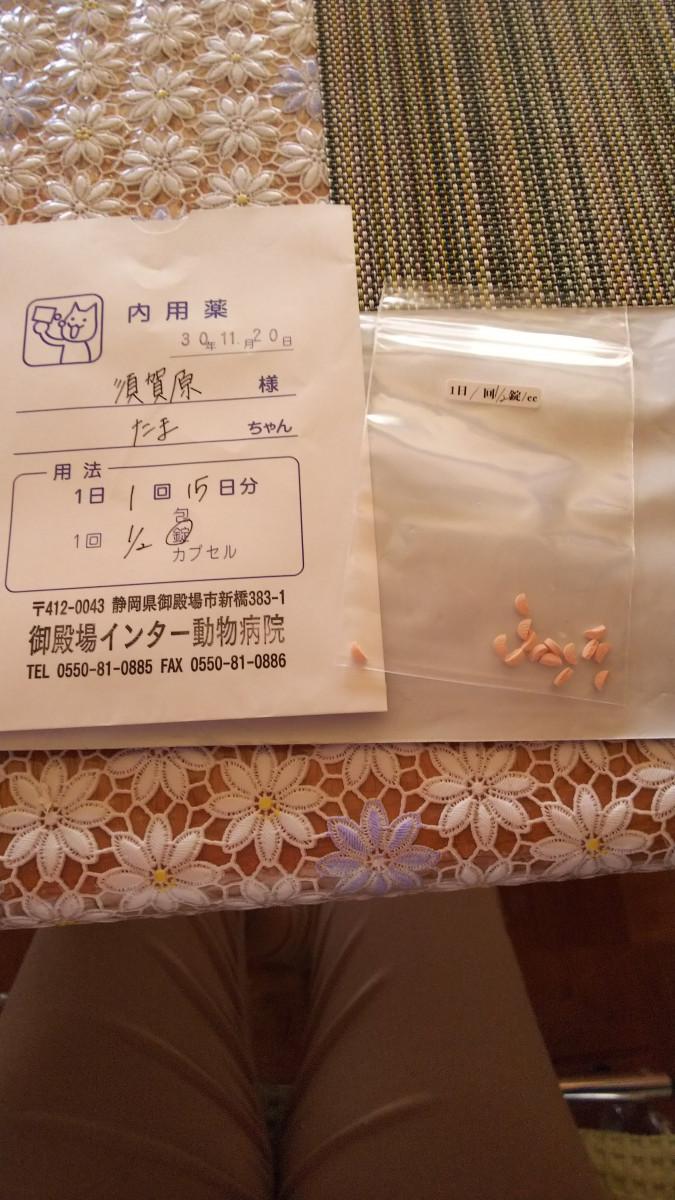 内用薬
30年11月20日
須賀原 様
たま ちゃん
用法
1日 1 回 15 日分
包
1回 1/2 錠
カプセル
〒412-0043 静岡県御殿場市新橋383-1
御殿場インター動物病院
TEL 0550-81-0885 FAX 0550-81-0886
1日/回1/2錠/cc